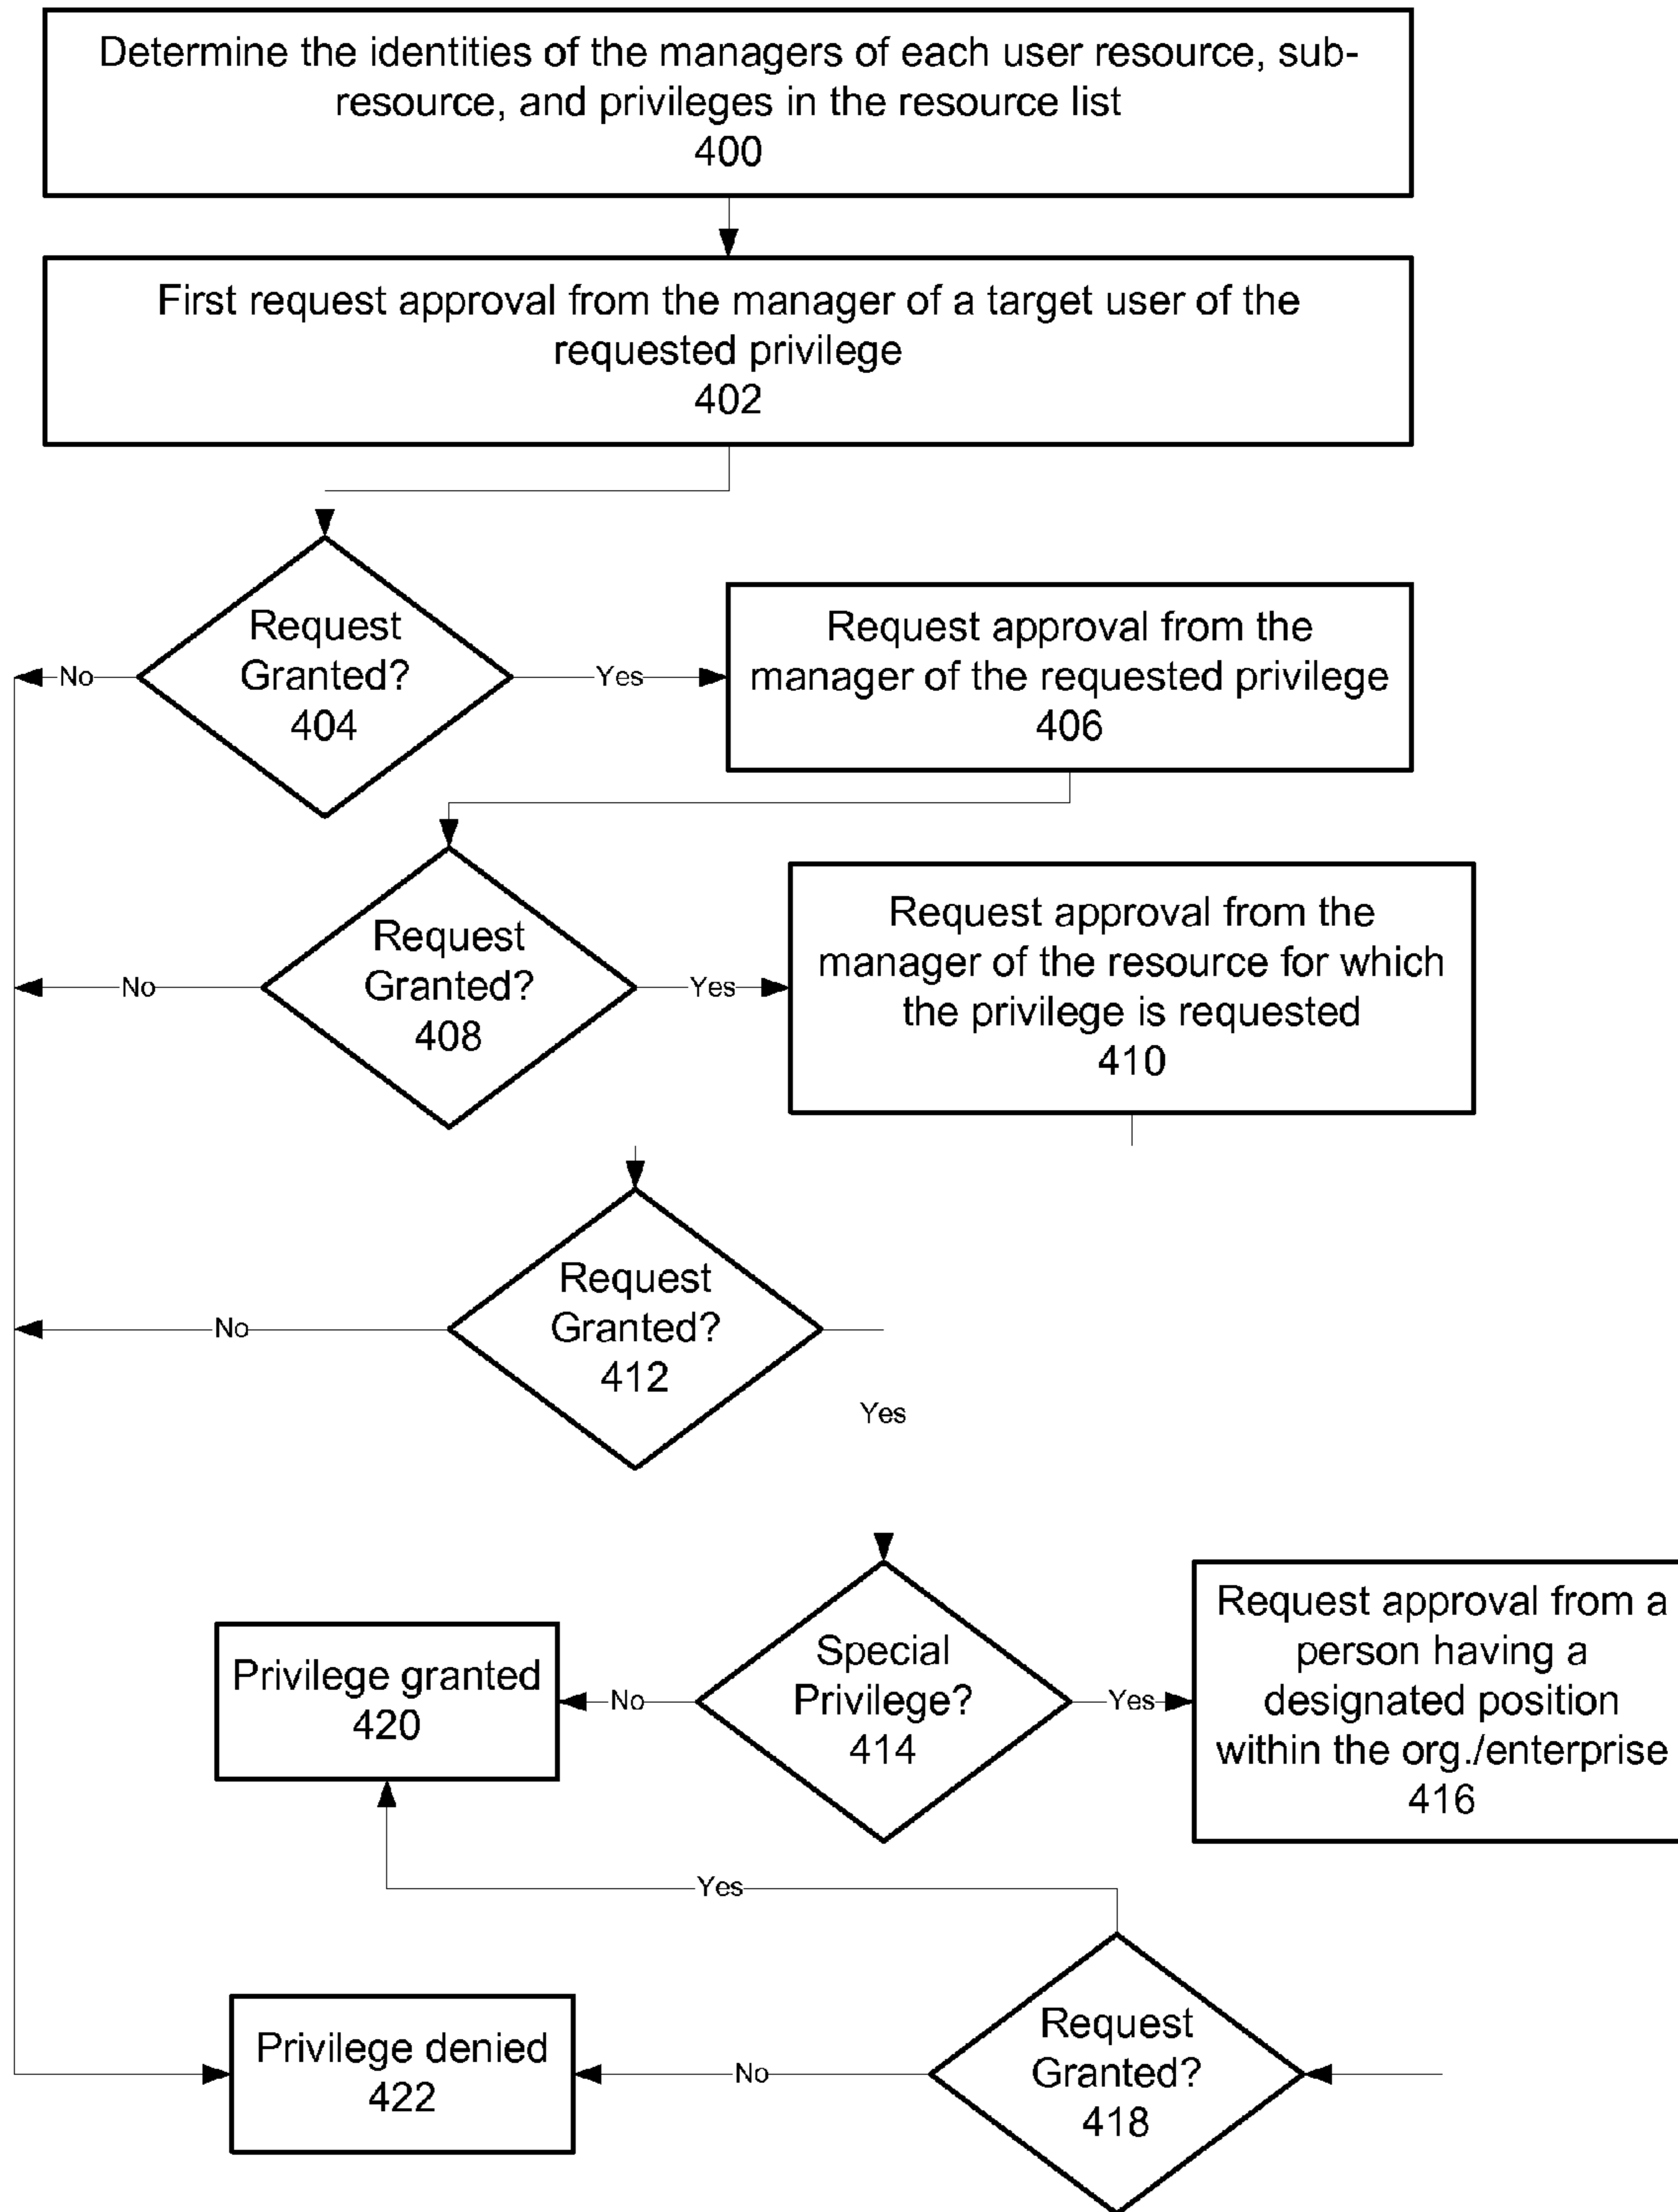 Determine the identities of the managers of each user resource, sub-
resource, and privileges in the resource list
400
First request approval from the manager of a target user of the
requested privilege
402
Request
Granted?
404
No
Yes
Request approval from the
manager of the requested privilege
406
Request
Granted?
408
No
Yes
Request approval from the
manager of the resource for which
the privilege is requested
410
Request
Granted?
412
No
Yes
Special
Privilege?
414
No
Yes
Privilege granted
420
Request approval from a
person having a
designated position
within the org./enterprise
416
Yes
Request
Granted?
418
No
Privilege denied
422